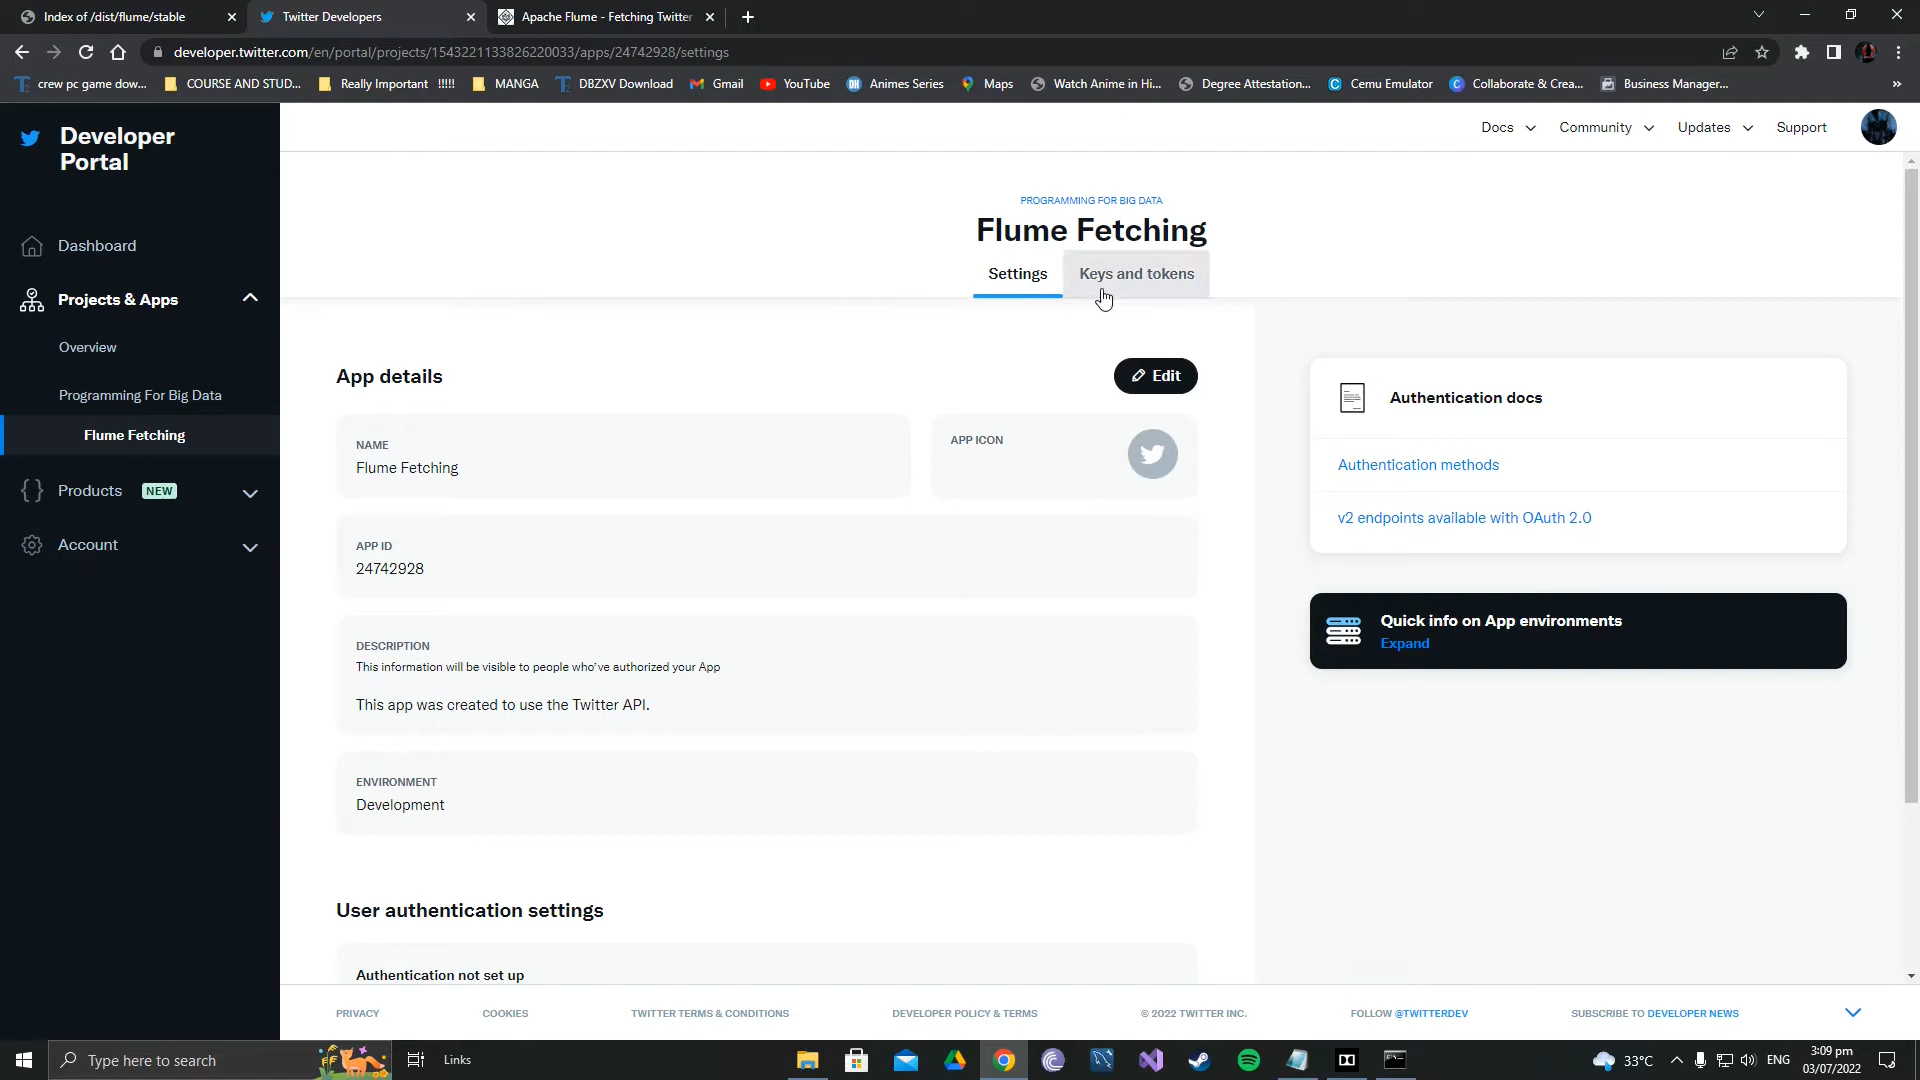 Index of /dist/flume/stable
Twitter Developers
Apache Flume - Fetching Twitter
developer.twitter.com/en/portal/projects/1543221133826220033/apps/24742928/settings
crew pc game dow...
COURSE AND STUD...
Really Important !!!!!
MANGA
DBZXV Download
Gmail
YouTube
Animes Series
Maps
Watch Anime in Hi...
Degree Attestation...
Cemu Emulator
Collaborate & Crea...
Business Manager...
»
Developer
Portal
Docs
Community
Updates
Support
PROGRAMMING FOR BIG DATA
Flume Fetching
Settings
Keys and tokens
Dashboard
Projects & Apps
Overview
Programming For Big Data
Flume Fetching
Products NEW
Account
App details
Edit
NAME
Flume Fetching
APP ICON
APP ID
24742928
DESCRIPTION
This information will be visible to people who've authorized your App
This app was created to use the Twitter API.
ENVIRONMENT
Development
User authentication settings
Authentication not set up
Authentication docs
Authentication methods
v2 endpoints available with OAuth 2.0
Quick info on App environments
Expand
PRIVACY
COOKIES
TWITTER TERMS & CONDITIONS
DEVELOPER POLICY & TERMS
© 2022 TWITTER INC.
FOLLOW @TWITTERDEV
SUBSCRIBE TO DEVELOPER NEWS
Type here to search
Links
33°C
ENG
3:09 pm
03/07/2022